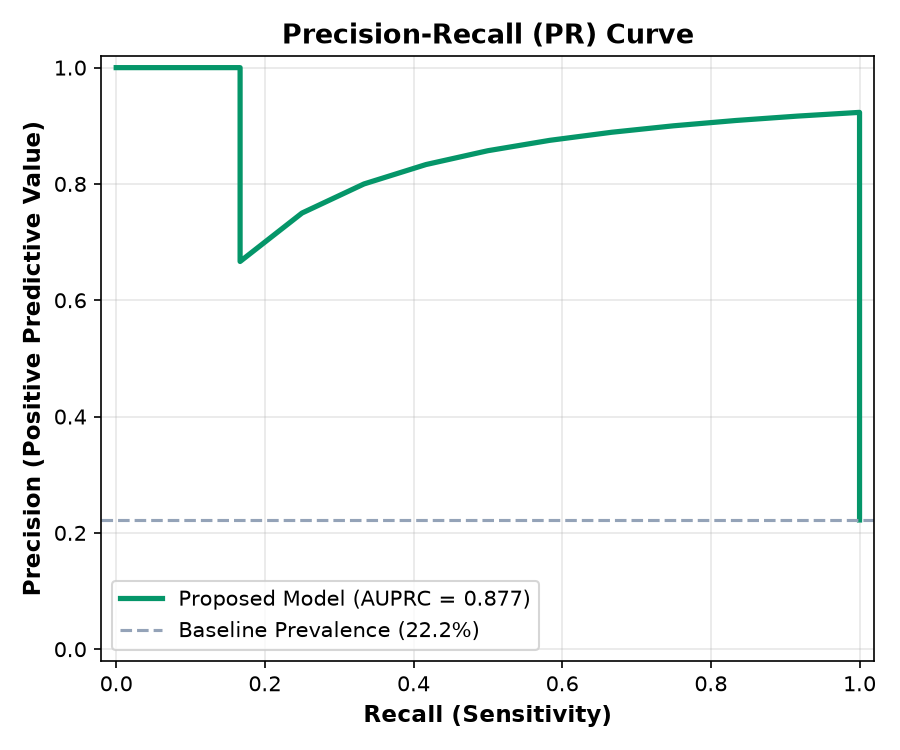 Precision-Recall (PR) Curve
1.0
0.8
0.6
0.4
0.2
0.0
Precision (Positive Predictive Value)
Proposed Model (AUPRC = 0.877)
Baseline Prevalence (22.2%)
0.0 0.2 0.4 0.6 0.8 1.0
Recall (Sensitivity)